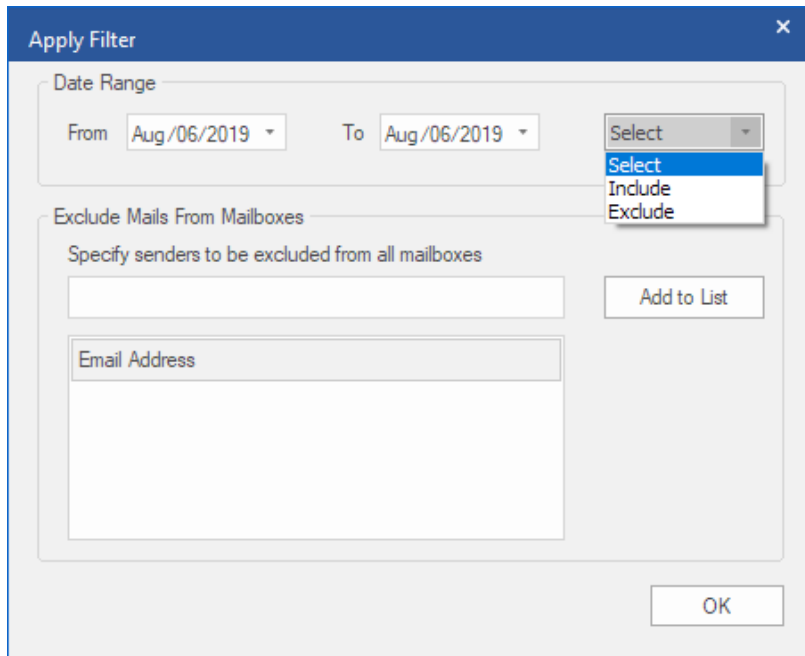 Apply Filter
×
Date Range
From Aug/06/2019 To Aug/06/2019 Select
Select
Include
Exclude
Exclude Mails From Mailboxes
Specify senders to be excluded from all mailboxes
Add to List
Email Address
OK